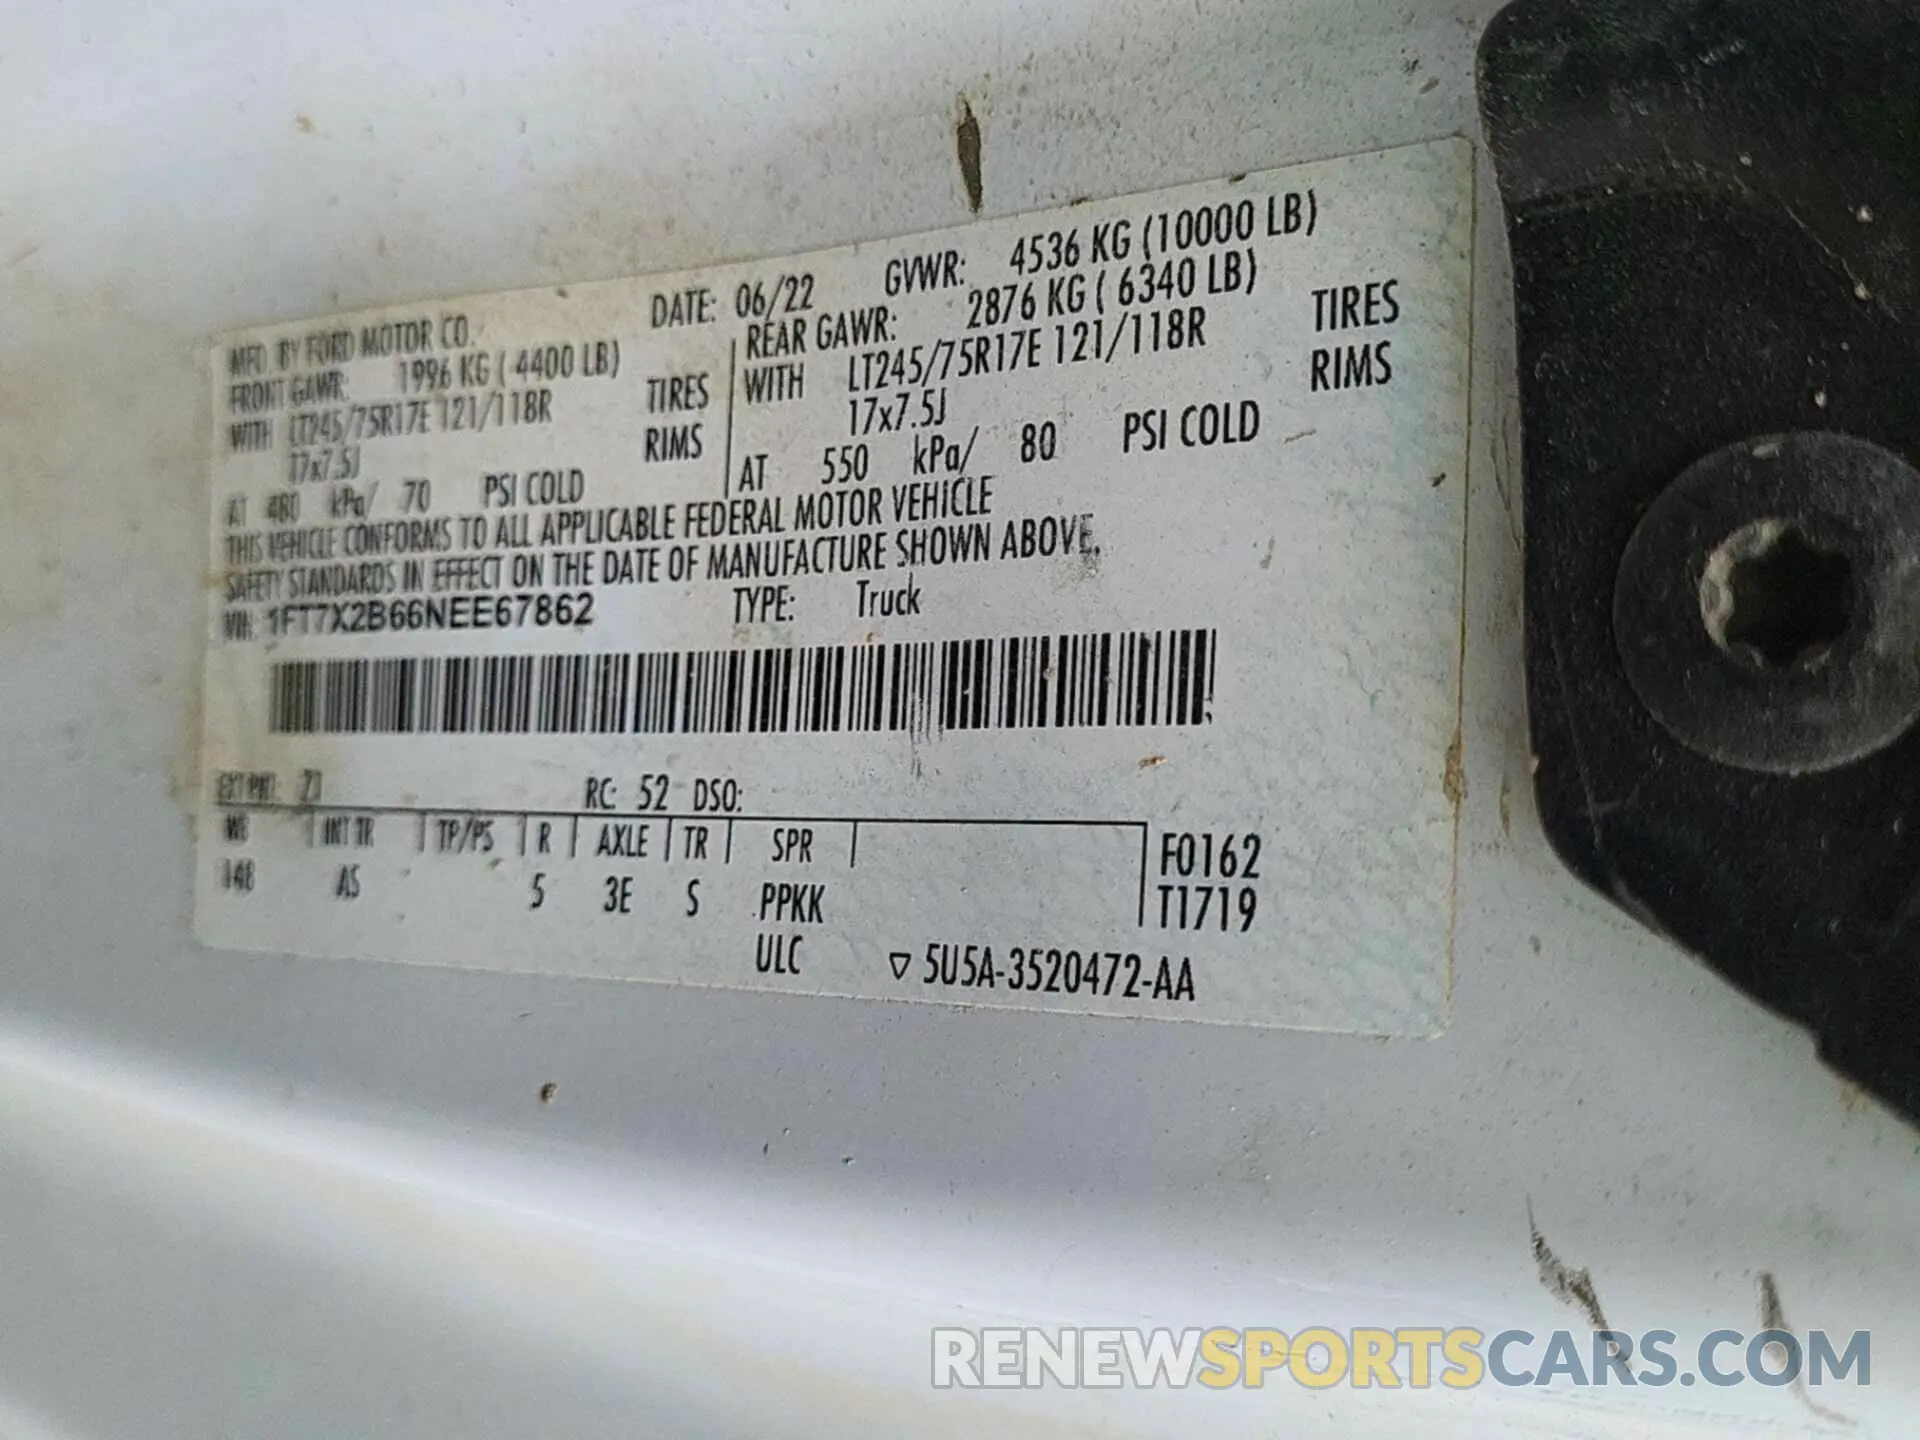 MFD. BY FORD MOTOR CO. DATE: 06/22 GVWR: 4536 KG (10000 LB)
FRONT GAWR: 1996 KG ( 4400 LB) REAR GAWR: 2876 KG ( 6340 LB)
WITH LT245/75R17E 121/118R TIRES WITH LT245/75R17E 121/118R TIRES
17x7.5J RIMS 17x7.5J RIMS
AT 480 kPa/ 70 PSI COLD AT 550 kPa/ 80 PSI COLD
THIS VEHICLE CONFORMS TO ALL APPLICABLE FEDERAL MOTOR VEHICLE
SAFETY STANDARDS IN EFFECT ON THE DATE OF MANUFACTURE SHOWN ABOVE.
VIN: 1FT7X2B66NEE67862 TYPE: Truck
EXT PNT: Z1 RC: 52 DSO:
WB INT TR TP/PS R AXLE TR SPR F0162
148 AS 5 3E S PPKK T1719
ULC ▽ 5U5A-3520472-AA
RENEWSPORTSCARS.COM